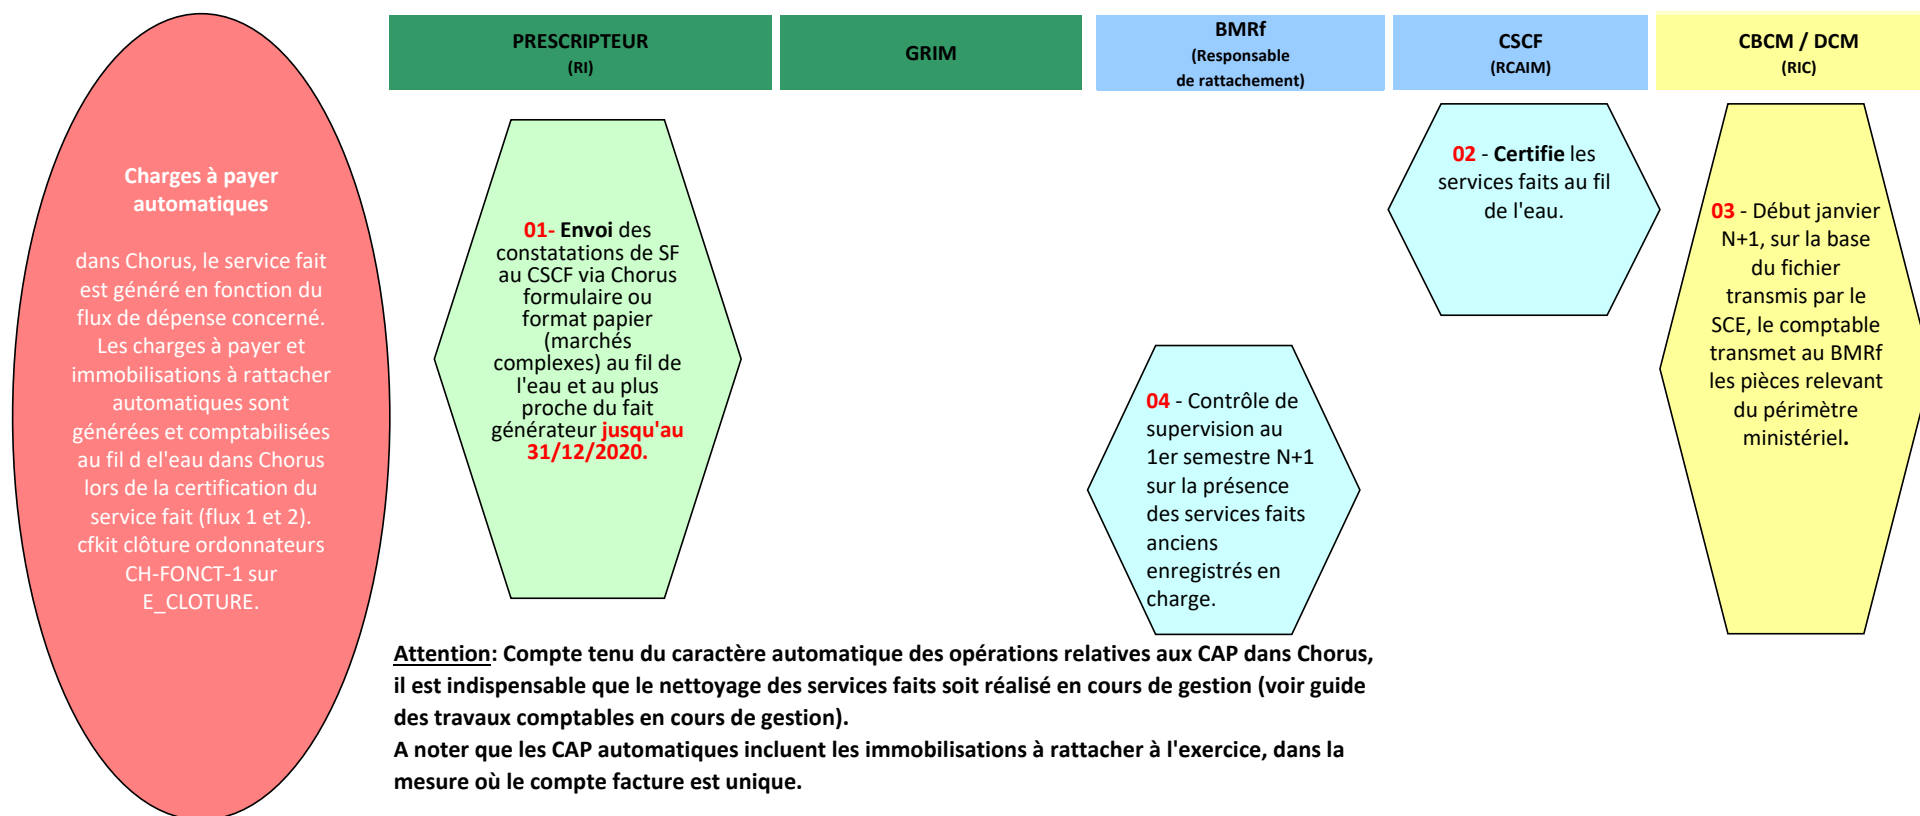 PRESCRIPTEUR
(RI)
GRIM
BMRf
(Responsable
de rattachement)
CSCF
(RCAIM)
CBCM / DCM
(RIC)
Charges à payer
automatiques
dans Chorus, le service fait
est généré en fonction du
flux de dépense concerné.
Les charges à payer et
immobilisations à rattacher
automatiques sont
générées et comptabilisées
au fil d el'eau dans Chorus
lors de la certification du
service fait (flux 1 et 2).
cfkit clôture ordonnateurs
CH-FONCT-1 sur
E_CLOTURE.
01- Envoi des
constatations de SF
au CSCF via Chorus
formulaire ou
format papier
(marchés
complexes) au fil de
l'eau et au plus
proche du fait
générateur jusqu'au
31/12/2020.
02 - Certifie les
services faits au fil
de l'eau.
03 - Début janvier
N+1, sur la base
du fichier
transmis par le
SCE, le comptable
transmet au BMRf
les pièces relevant
du périmètre
ministériel.
04 - Contrôle de
supervision au
1er semestre N+1
sur la présence
des services faits
anciens
enregistrés en
charge.
Attention: Compte tenu du caractère automatique des opérations relatives aux CAP dans Chorus,
il est indispensable que le nettoyage des services faits soit réalisé en cours de gestion (voir guide
des travaux comptables en cours de gestion).
A noter que les CAP automatiques incluent les immobilisations à rattacher à l'exercice, dans la
mesure où le compte facture est unique.